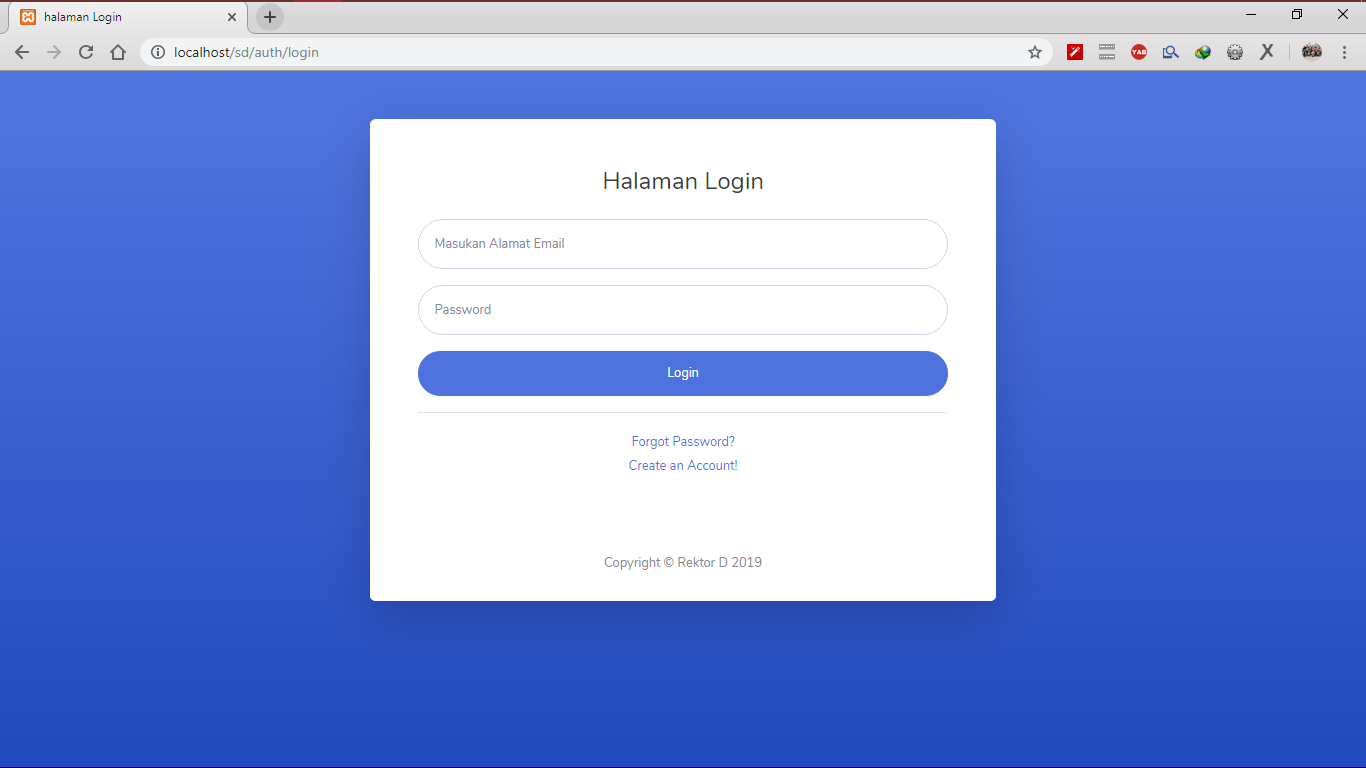 halaman Login
localhost/sd/auth/login
YAB
Halaman Login
Masukan Alamat Email
Password
Login
Forgot Password?
Create an Account!
Copyright © Rektor D 2019